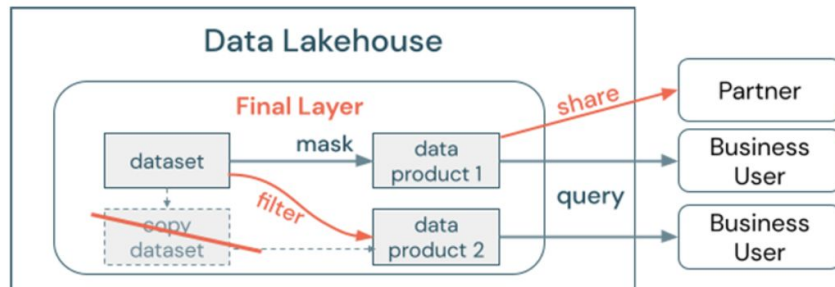 Data Lakehouse
Final Layer
share
Partner
dataset
mask
data
product 1
Business
User
filter
query
copy
dataset
data
product 2
Business
User